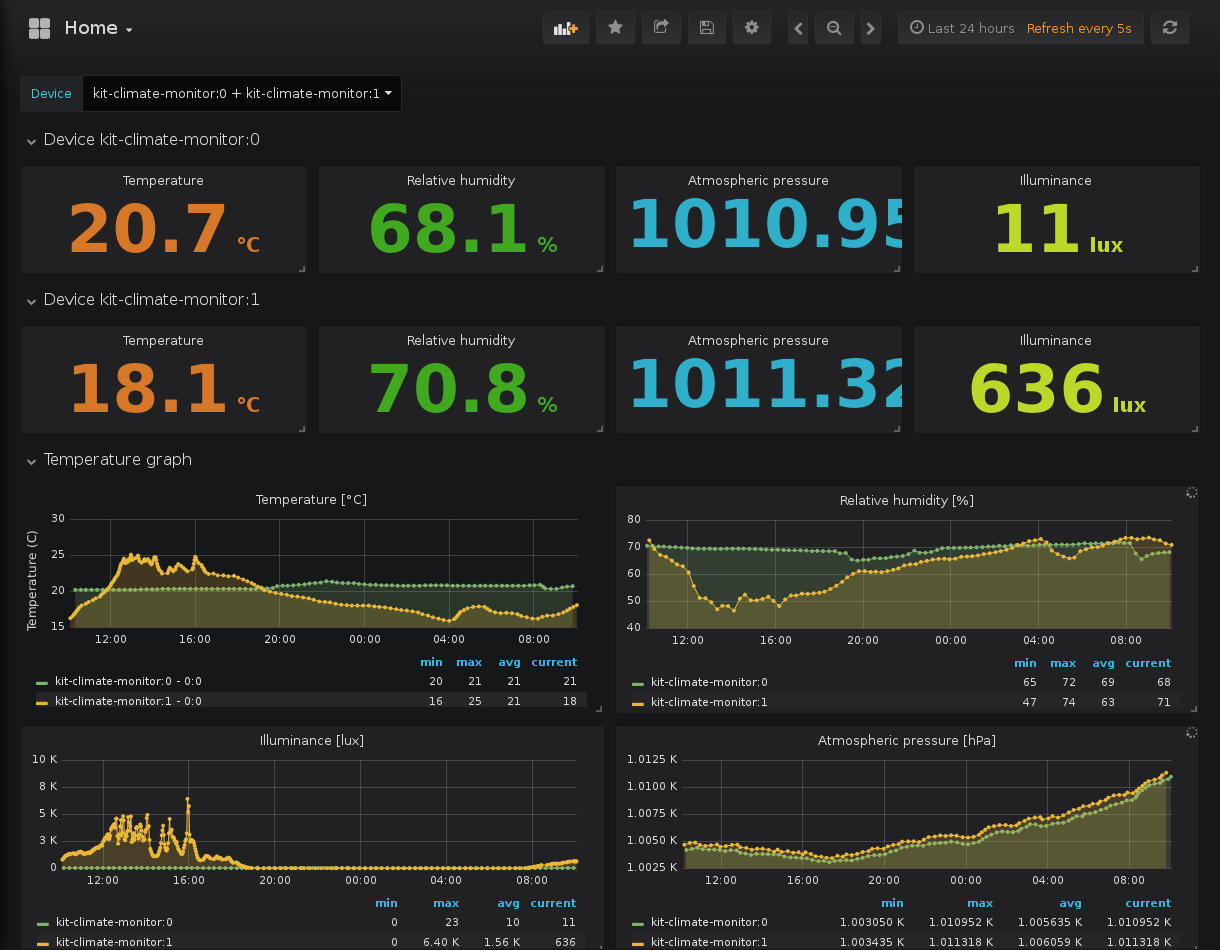 Home
Last 24 hours Refresh every 5s
Device kit-climate-monitor:0 + kit-climate-monitor:1
Device kit-climate-monitor:0
Temperature Relative humidity Atmospheric pressure Illuminance
20.7 °C 68.1 % 1010.95 11 lux
Device kit-climate-monitor:1
Temperature Relative humidity Atmospheric pressure Illuminance
18.1 °C 70.8 % 1011.32 636 lux
Temperature graph
Temperature [°C]
Temperature (C)
30
25
20
15
12:00 16:00 20:00 00:00 04:00 08:00
min max avg current
kit-climate-monitor:0 - 0:0 20 21 21 21
kit-climate-monitor:1 - 0:0 16 25 21 18
Relative humidity [%]
80
70
60
50
40
12:00 16:00 20:00 00:00 04:00 08:00
min max avg current
kit-climate-monitor:0 65 72 69 68
kit-climate-monitor:1 47 74 63 71
Illuminance [lux]
10 K
8 K
5 K
3 K
0
12:00 16:00 20:00 00:00 04:00 08:00
min max avg current
kit-climate-monitor:0 0 23 10 11
kit-climate-monitor:1 0 6.40 K 1.56 K 636
Atmospheric pressure [hPa]
1.0125 K
1.0100 K
1.0075 K
1.0050 K
1.0025 K
12:00 16:00 20:00 00:00 04:00 08:00
min max avg current
kit-climate-monitor:0 1.003050 K 1.010952 K 1.005635 K 1.010952 K
kit-climate-monitor:1 1.003435 K 1.011318 K 1.006059 K 1.011318 K